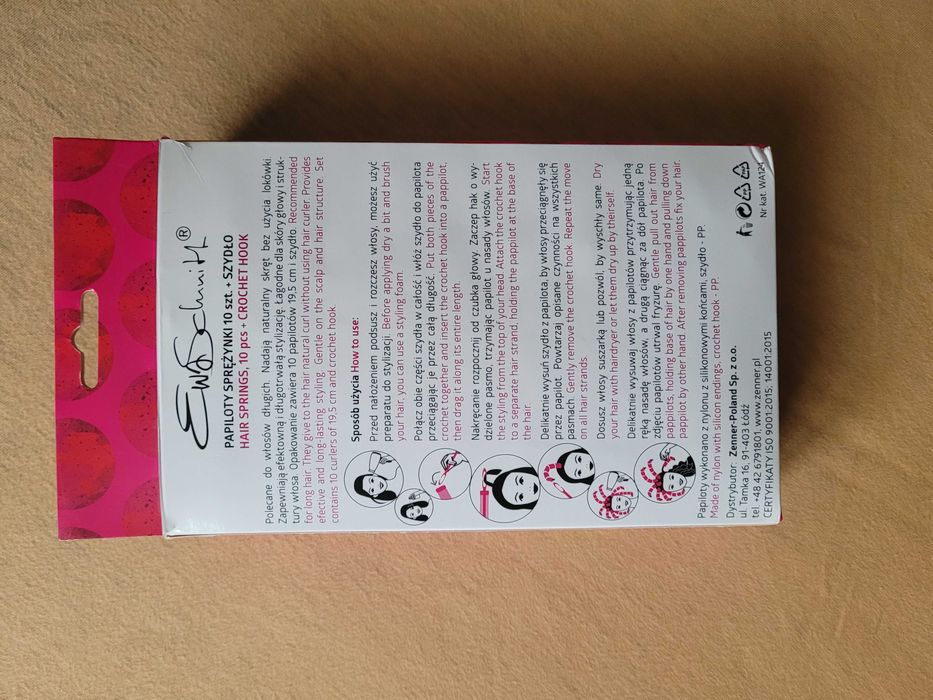 Ewa Schmitt®
PAPILOTY SPRĘŻYNKI 10 szt. + SZYDŁO
HAIR SPRINGS, 10 pcs + CROCHET HOOK
Polecane do włosów długich. Nadają naturalny skręt bez użycia lokówki.
Zapewniają efektowną i długotrwałą stylizację. Łagodne dla skóry głowy i struk-
tury włosa. Opakowanie zawiera 10 papilotów 19,5 cm i szydło. Recommended
for long hair. They give to the hair natural curl without using hair curler. Provides
efective and long-lasting styling. Gentle on the scalp and hair structure. Set
contains 10 curlers of 19,5 cm and crochet hook.
Sposób użycia How to use:
Przed nałożeniem podsusz i rozczesz włosy, możesz użyć
preparatu do stylizacji. Before applying dry a bit and brush
your hair, you can use a styling foam.
Połącz obie części szydła w całość i włóż szydło do papilota
przeciągając je przez całą długość. Put both pieces of the
crochet together and insert the crochet hook into a pappilot,
then drag it along its entire length.
Nakręcanie rozpocznij od czubka głowy. Zaczep hak o wy-
dzielone pasmo, trzymając papilot u nasady włosów. Start
the styling from the top of yourhead. Attach the crochet hook
to a separate hair strand, holding the pappilot at the base of
the hair.
Delikatnie wysuń szydło z papilota, by włosy przeciągnęły się
przez papilot. Powtarzaj opisane czynności na wszystkich
pasmach. Gently remove the crochet hook. Repeat the move
on all hair strands.
Dosusz włosy suszarką lub pozwól, by wyschły same. Dry
your hair with hairdryer or let them dry up by theirself.
Delikatnie wysuwaj włosy z papilotów przytrzymując jedną
ręką nasadę włosów, a drugą ciągnąc za dół papilota. Po
zdjęciu papilotów utrwal fryzurę. Gentle pull out hair from
pappilots, holding base of hair by one hand and pulling down
pappilot by other hand. After removing pappilots fix your hair.
Papiloty wykonano z nylonu z silikonowymi końcami, szydło - PP.
Made of nylon with silicon endings, crochet hook - PP.
Dystrybutor: Zenner-Poland Sp. z o.o.
ul. Tamka 16, 91-403 Łódź
tel. +48 42 6791801, www.zenner.pl
CERTYFIKATY ISO 9001:2015, 14001:2015
Nr kat. WA124